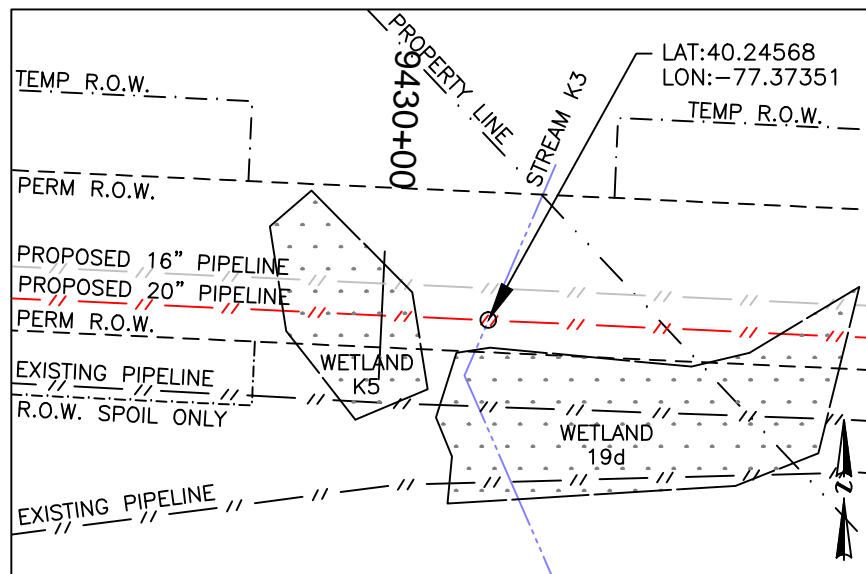 PROPERTY LINE
9430+00
STREAM K3
LAT:40.24568
LON:-77.37351
TEMP R.O.W.
TEMP R.O.W.
PERM R.O.W.
PROPOSED 16" PIPELINE
PROPOSED 20" PIPELINE
PERM R.O.W.
WETLAND
K5
EXISTING PIPELINE
R.O.W. SPOIL ONLY
WETLAND
19d
EXISTING PIPELINE
N